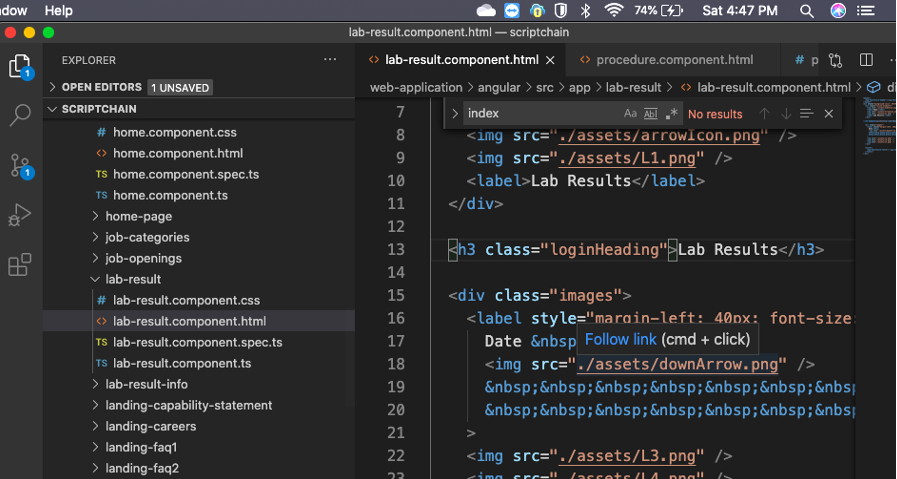 dow Help 74% Sat 4:47 PM
lab-result.component.html — scriptchain
EXPLORER
OPEN EDITORS 1 UNSAVED
SCRIPTCHAIN
# home.component.css
<> home.component.html
TS home.component.spec.ts
TS home.component.ts
home-page
job-categories
job-openings
lab-result
# lab-result.component.css
<> lab-result.component.html
TS lab-result.component.spec.ts
TS lab-result.component.ts
lab-result-info
landing-capability-statement
landing-careers
landing-faq1
landing-faq2
1
1
<> lab-result.component.html × <> procedure.component.html # p
web-application > angular > src > app > lab-result > <> lab-result.component.html > di
index Aa Abl .* No results
7
8 <img src="./assets/arrowIcon.png" />
9 <img src="./assets/L1.png" />
10 <label>Lab Results</label>
11 </div>
12
13 <h3 class="loginHeading">Lab Results</h3>
14
15 <div class="images">
16 <label style="margin-left: 40px; font-size:
17 Date &nbsp
Follow link (cmd + click)
18 <img src="./assets/downArrow.png" />
19 &nbsp;&nbsp;&nbsp;&nbsp;&nbsp;&nbsp;&nbsp
20 &nbsp;&nbsp;&nbsp;&nbsp;&nbsp;&nbsp;&nbsp
21 >
22 <img src="./assets/L3.png" />
23 <img src="./assets/L4.png" />